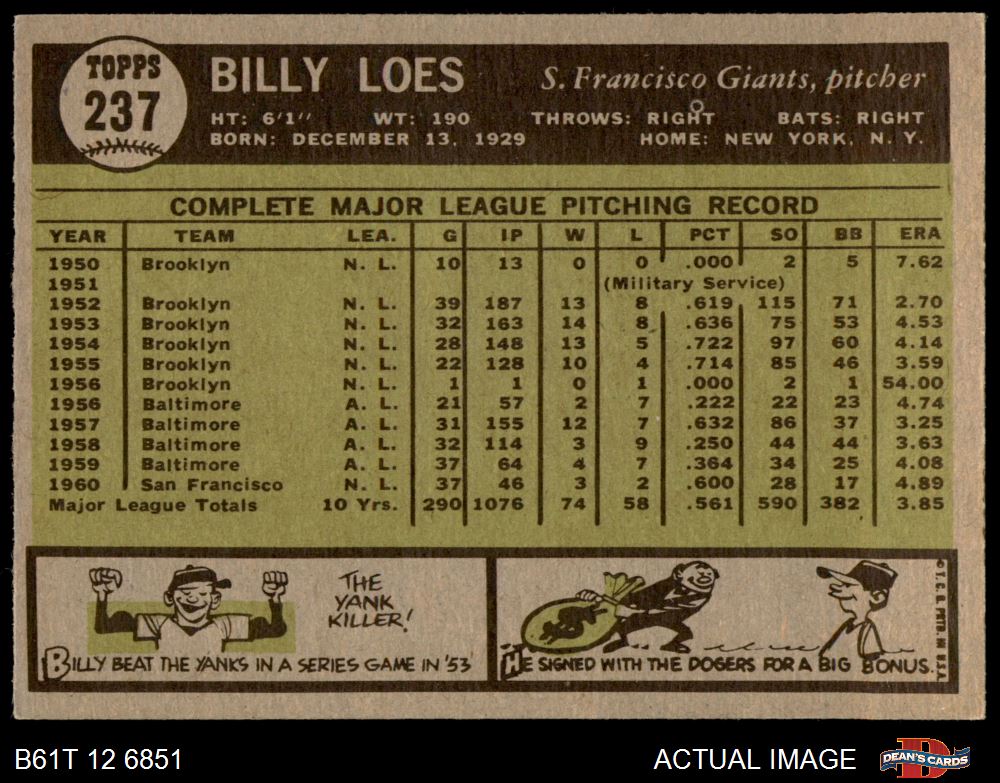 TOPPS
237
BILLY LOES S. Francisco Giants, pitcher
HT: 6'1" WT: 190 THROWS: RIGHT BATS: RIGHT
BORN: DECEMBER 13, 1929 HOME: NEW YORK, N. Y.
COMPLETE MAJOR LEAGUE PITCHING RECORD
YEAR TEAM LEA. G IP W L PCT SO BB ERA
1950 Brooklyn N. L. 10 13 0 0 .000 2 5 7.62
1951 (Military Service)
1952 Brooklyn N. L. 39 187 13 8 .619 115 71 2.70
1953 Brooklyn N. L. 32 163 14 8 .636 75 53 4.53
1954 Brooklyn N. L. 28 148 13 5 .722 97 60 4.14
1955 Brooklyn N. L. 22 128 10 4 .714 85 46 3.59
1956 Brooklyn N. L. 1 1 0 1 .000 2 1 54.00
1956 Baltimore A. L. 21 57 2 7 .222 22 23 4.74
1957 Baltimore A. L. 31 155 12 7 .632 86 37 3.25
1958 Baltimore A. L. 32 114 3 9 .250 44 44 3.63
1959 Baltimore A. L. 37 64 4 7 .364 34 25 4.08
1960 San Francisco N. L. 37 46 3 2 .600 28 17 4.89
Major League Totals 10 Yrs. 290 1076 74 58 .561 590 382 3.85
THE
YANK
KILLER!
BILLY BEAT THE YANKS IN A SERIES GAME IN '53
HE SIGNED WITH THE DOGERS FOR A BIG BONUS.
© T. C. G. PRTD. IN U.S.A.
B61T 12 6851 ACTUAL IMAGE DEAN'S CARDS